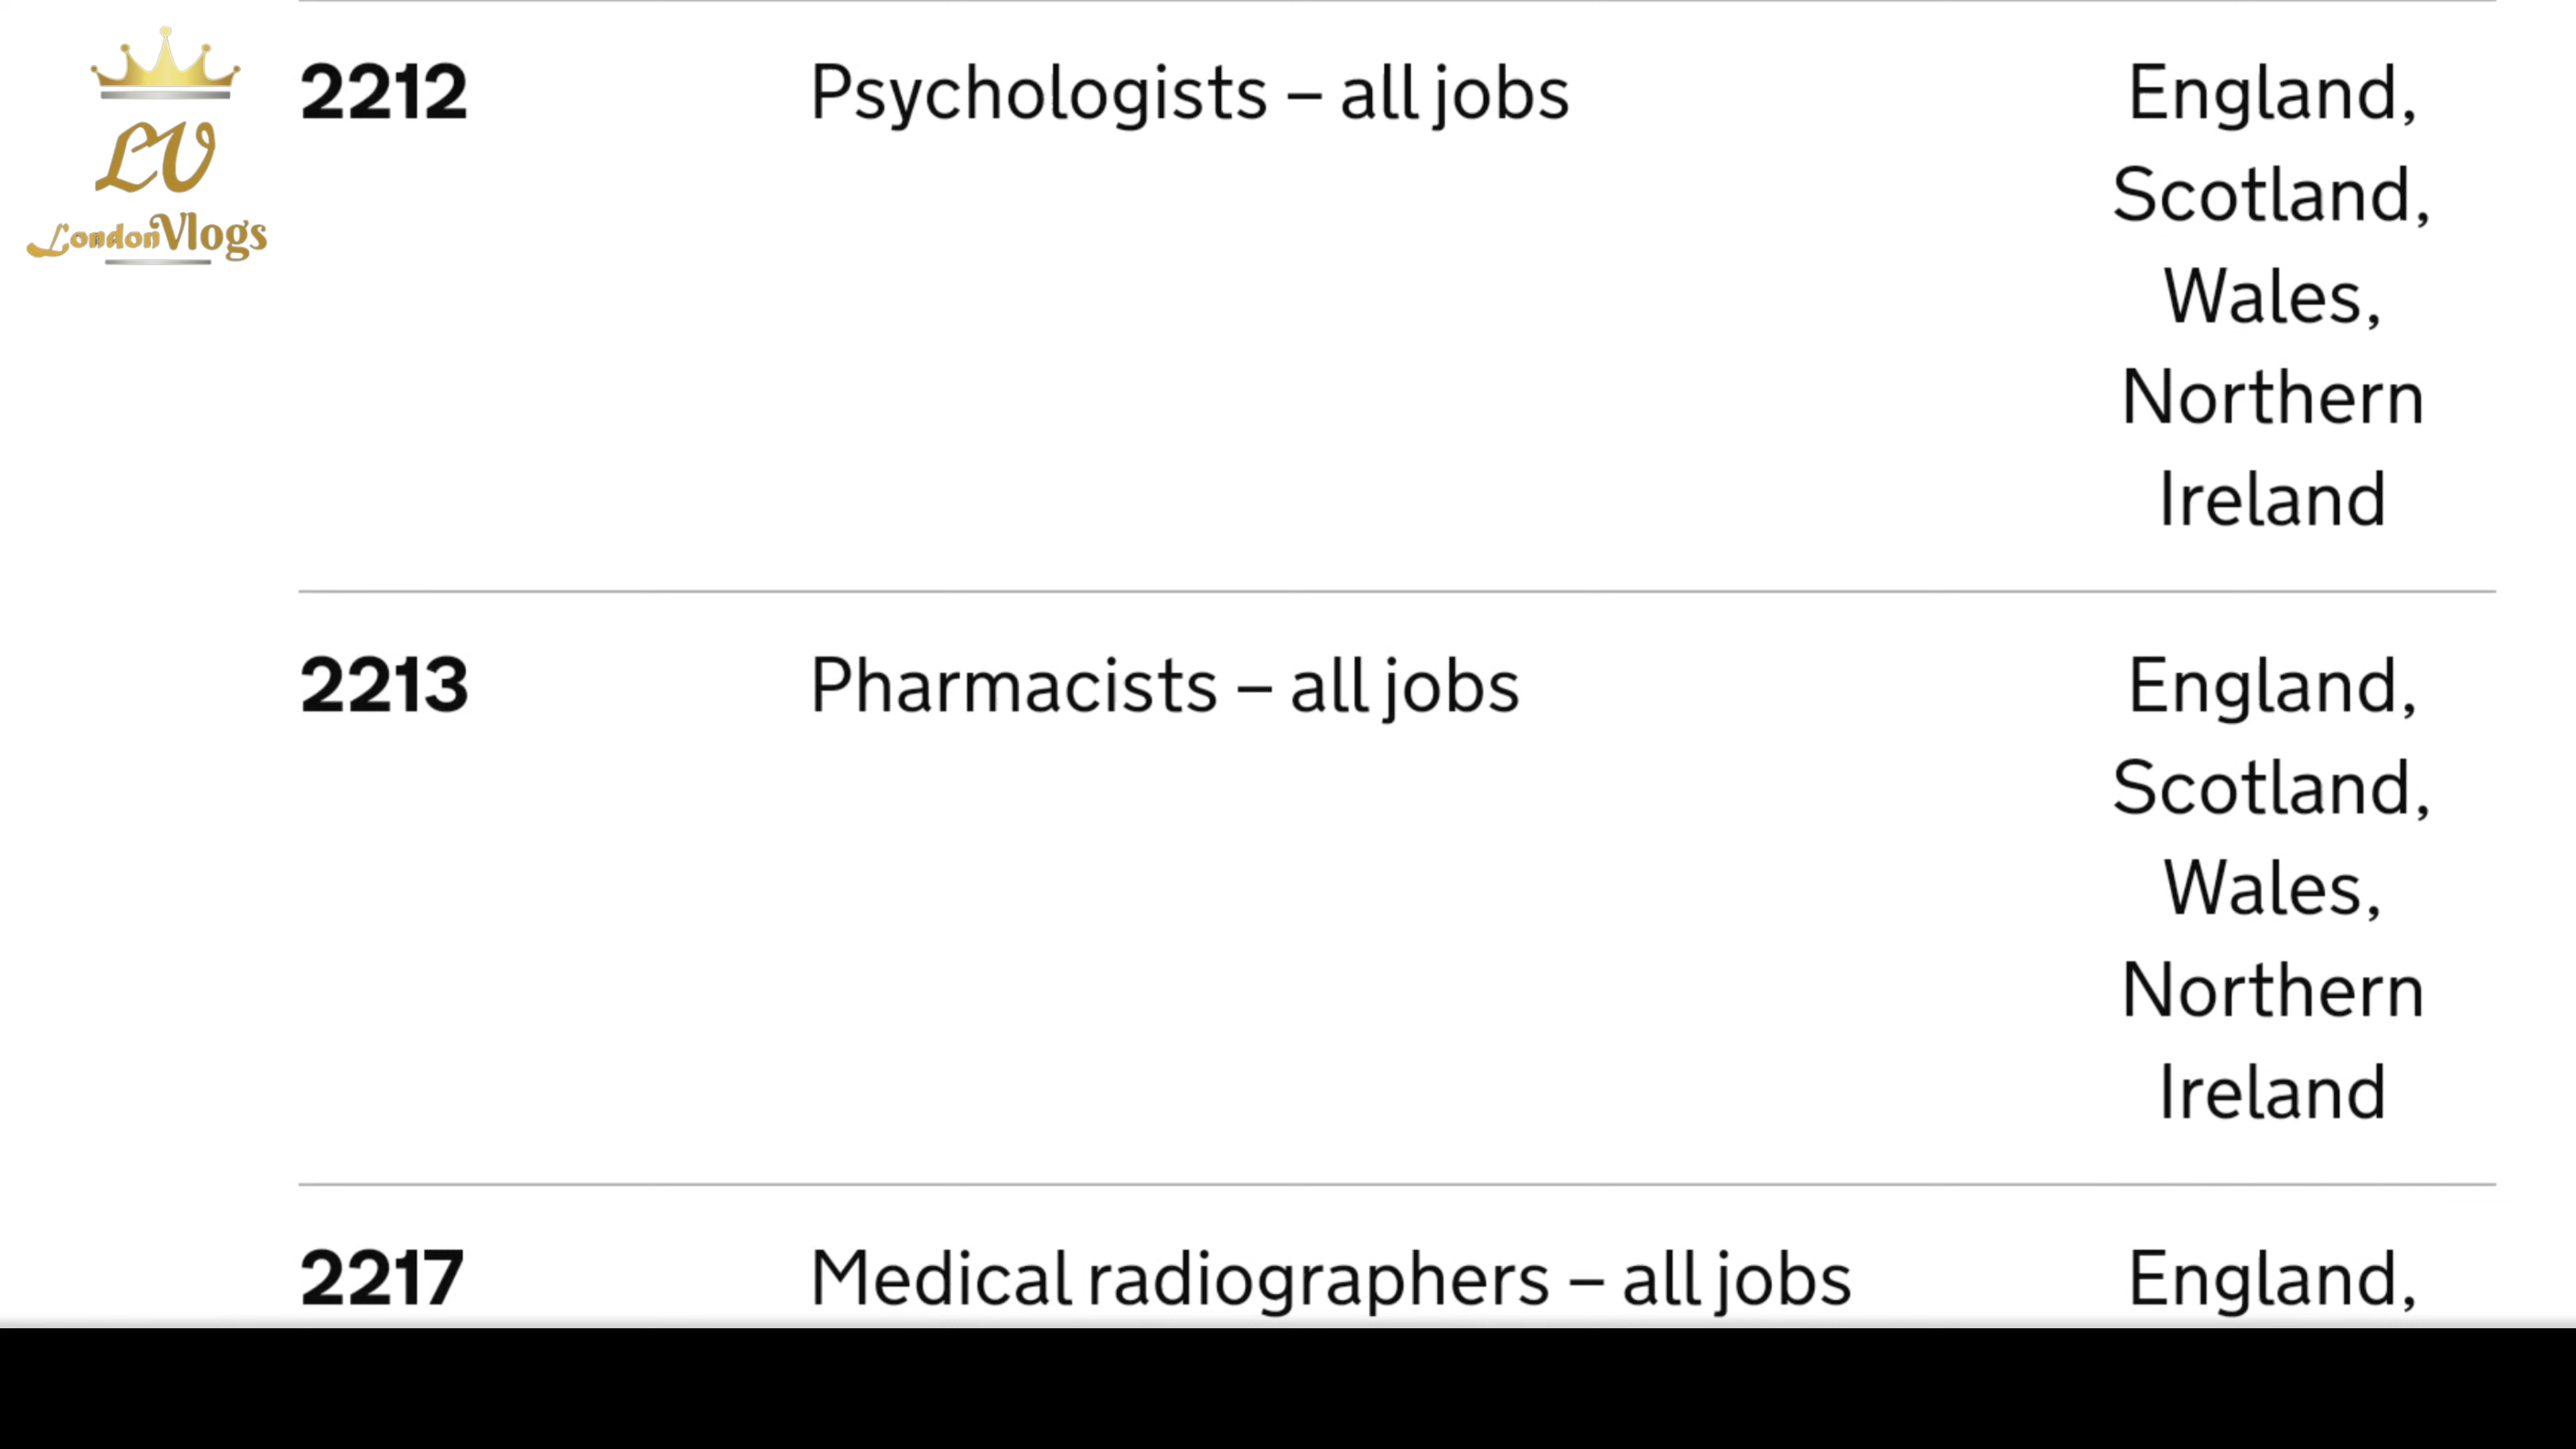 LV
LondonVlogs
2212 Psychologists – all jobs England,
Scotland,
Wales,
Northern
Ireland
2213 Pharmacists – all jobs England,
Scotland,
Wales,
Northern
Ireland
2217 Medical radiographers – all jobs England,